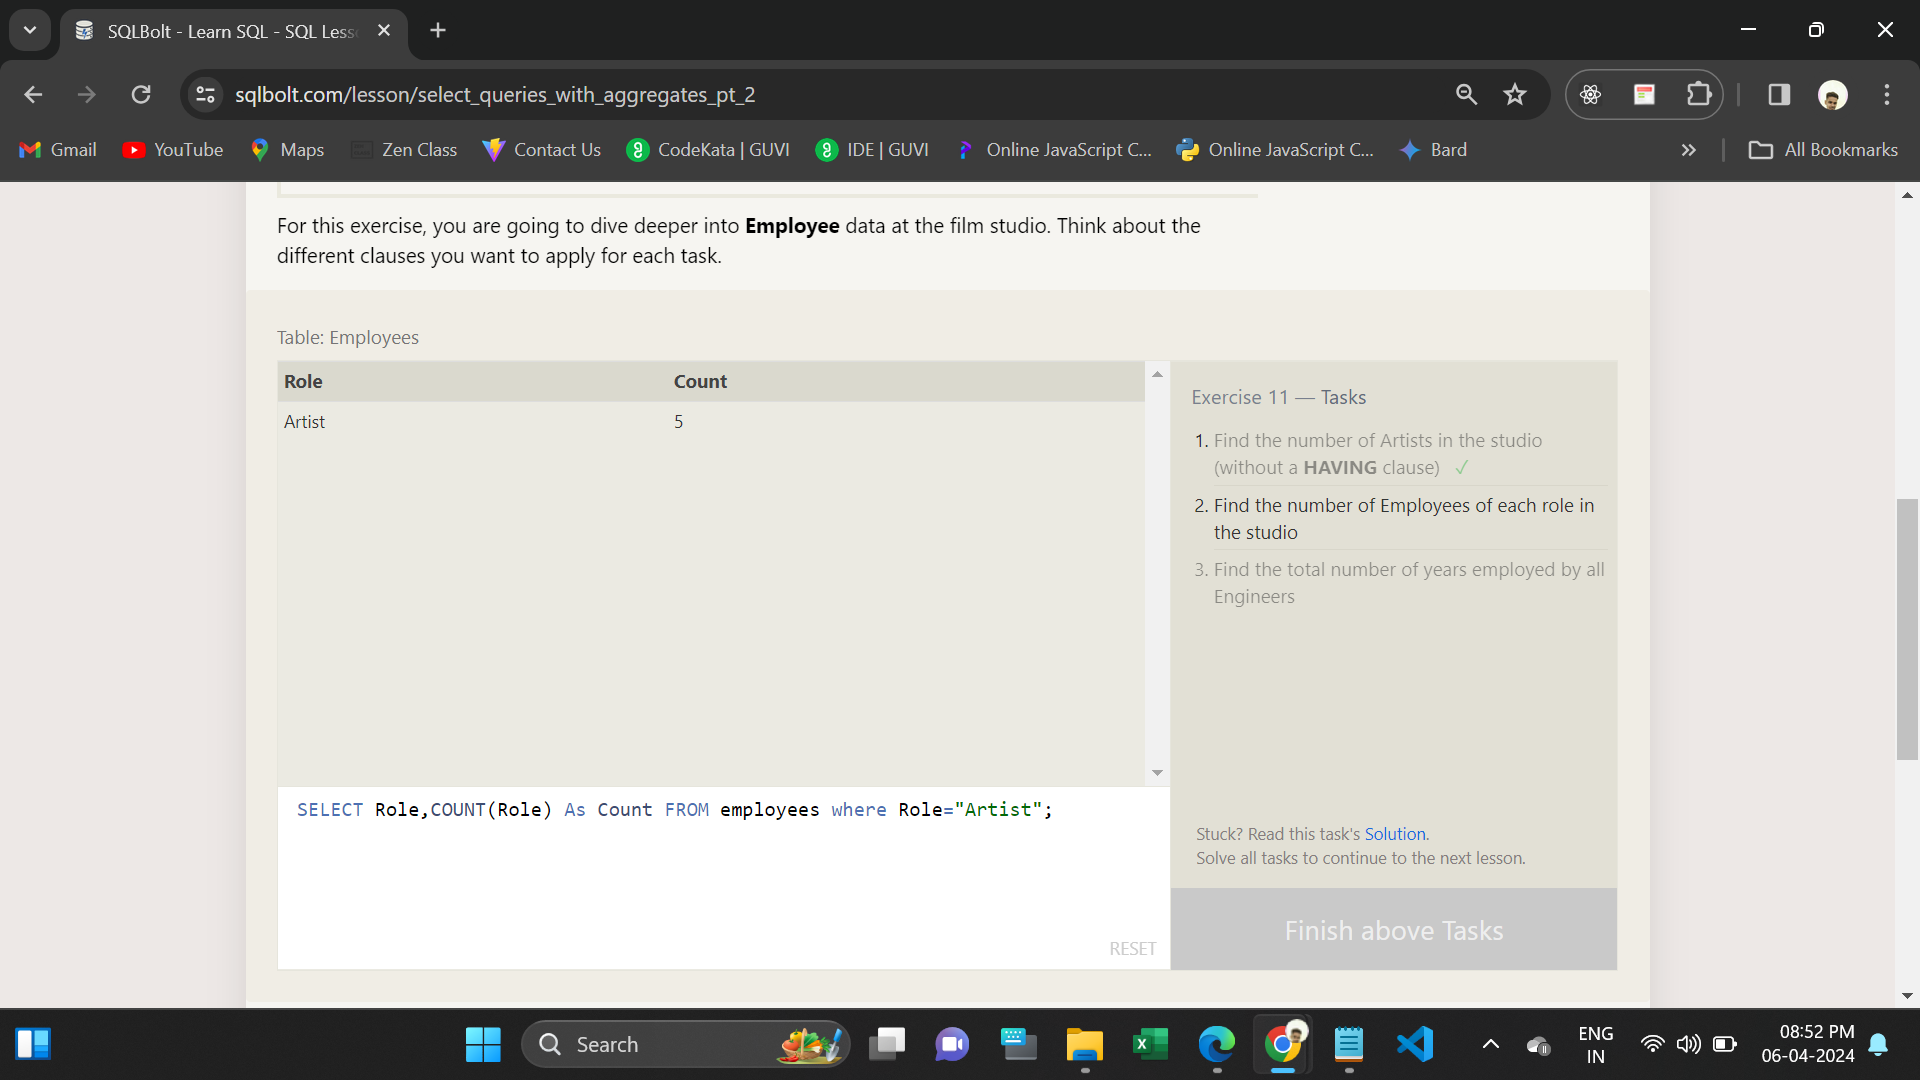 SQLBolt - Learn SQL - SQL Less
sqlbolt.com/lesson/select_queries_with_aggregates_pt_2
Gmail YouTube Maps Zen Class Contact Us CodeKata | GUVI IDE | GUVI Online JavaScript C... Online JavaScript C... Bard All Bookmarks
For this exercise, you are going to dive deeper into Employee data at the film studio. Think about the
different clauses you want to apply for each task.
Table: Employees
Role Count
Artist 5
SELECT Role,COUNT(Role) As Count FROM employees where Role="Artist";
RESET
Exercise 11 — Tasks
1. Find the number of Artists in the studio
(without a HAVING clause) ✓
2. Find the number of Employees of each role in
the studio
3. Find the total number of years employed by all
Engineers
Stuck? Read this task's Solution.
Solve all tasks to continue to the next lesson.
Finish above Tasks
Search
ENG
IN
08:52 PM
06-04-2024